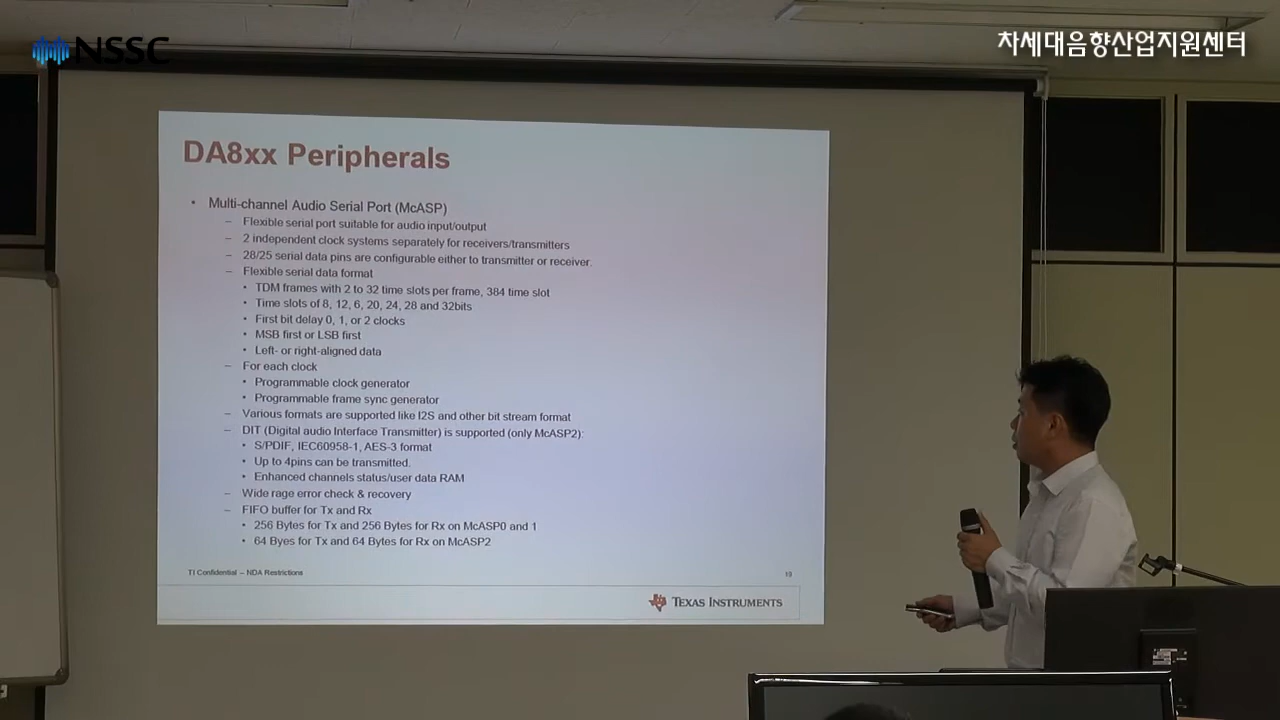 NSSC
차세대음향산업지원센터
DA8xx Peripherals
• Multi-channel Audio Serial Port (McASP)
– Flexible serial port suitable for audio input/output
– 2 independent clock systems separately for receivers/transmitters
– 28/25 serial data pins are configurable either to transmitter or receiver.
– Flexible serial data format
• TDM frames with 2 to 32 time slots per frame, 384 time slot
• Time slots of 8, 12, 6, 20, 24, 28 and 32bits
• First bit delay 0, 1, or 2 clocks
• MSB first or LSB first
• Left- or right-aligned data
– For each clock
• Programmable clock generator
• Programmable frame sync generator
– Various formats are supported like I2S and other bit stream format
– DIT (Digital audio Interface Transmitter) is supported (only McASP2):
• S/PDIF, IEC60958-1, AES-3 format
• Up to 4pins can be transmitted.
• Enhanced channels status/user data RAM
– Wide rage error check & recovery
– FIFO buffer for Tx and Rx
• 256 Bytes for Tx and 256 Bytes for Rx on McASP0 and 1
• 64 Byes for Tx and 64 Bytes for Rx on McASP2
TI Confidential – NDA Restrictions
19
TEXAS INSTRUMENTS